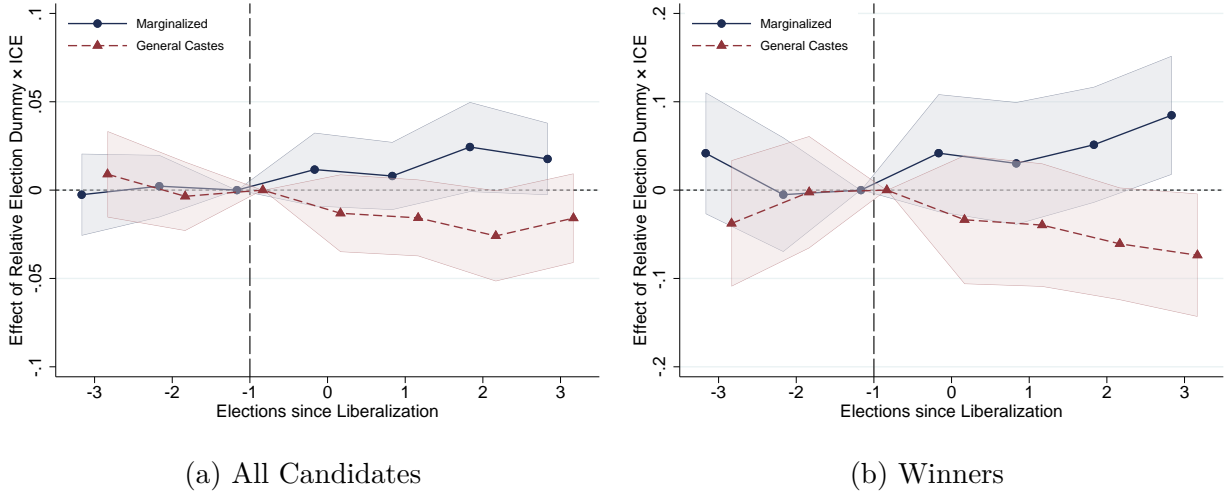 Effect of Relative Election Dummy × ICE
.1
.05
0
-.05
-.1
Marginalized
General Castes
-3 -2 -1 0 1 2 3
Elections since Liberalization
(a) All Candidates
Effect of Relative Election Dummy × ICE
.2
.1
0
-.1
-.2
Marginalized
General Castes
-3 -2 -1 0 1 2 3
Elections since Liberalization
(b) Winners